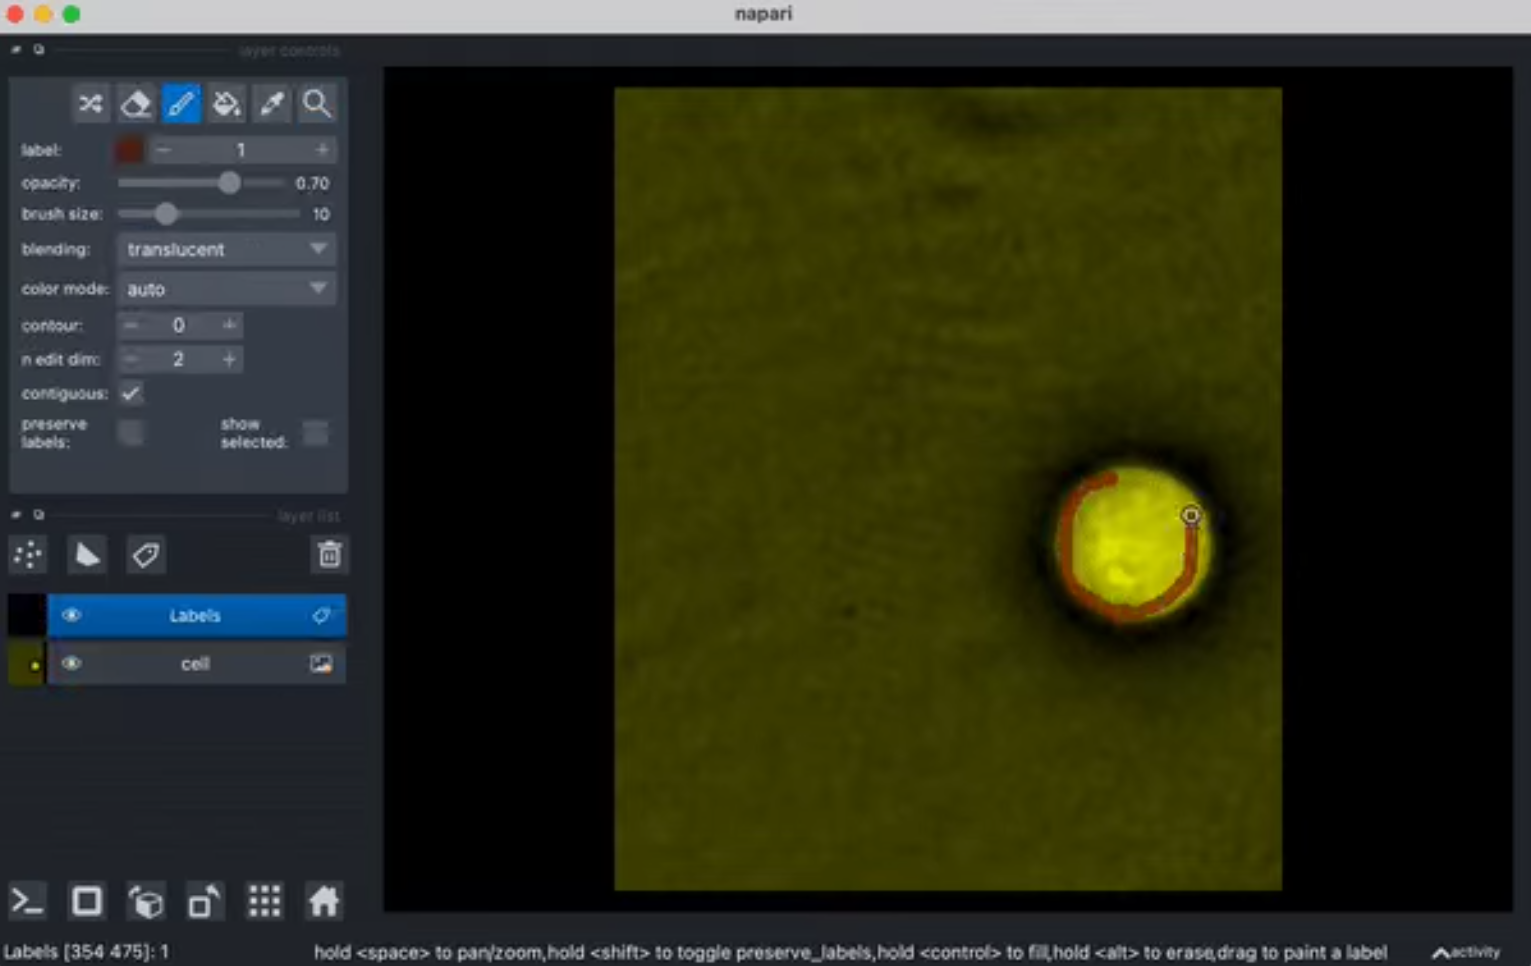 napari
layer controls
label: 1
opacity: 0.70
brush size: 10
blending: translucent
color mode: auto
contour: 0
n edit dim: 2
contiguous:
preserve labels: show selected:
layer list
Labels
cell
Labels [354 475]: 1 hold <space> to pan/zoom,hold <shift> to toggle preserve_labels,hold <control> to fill,hold <alt> to erase,drag to paint a label activity